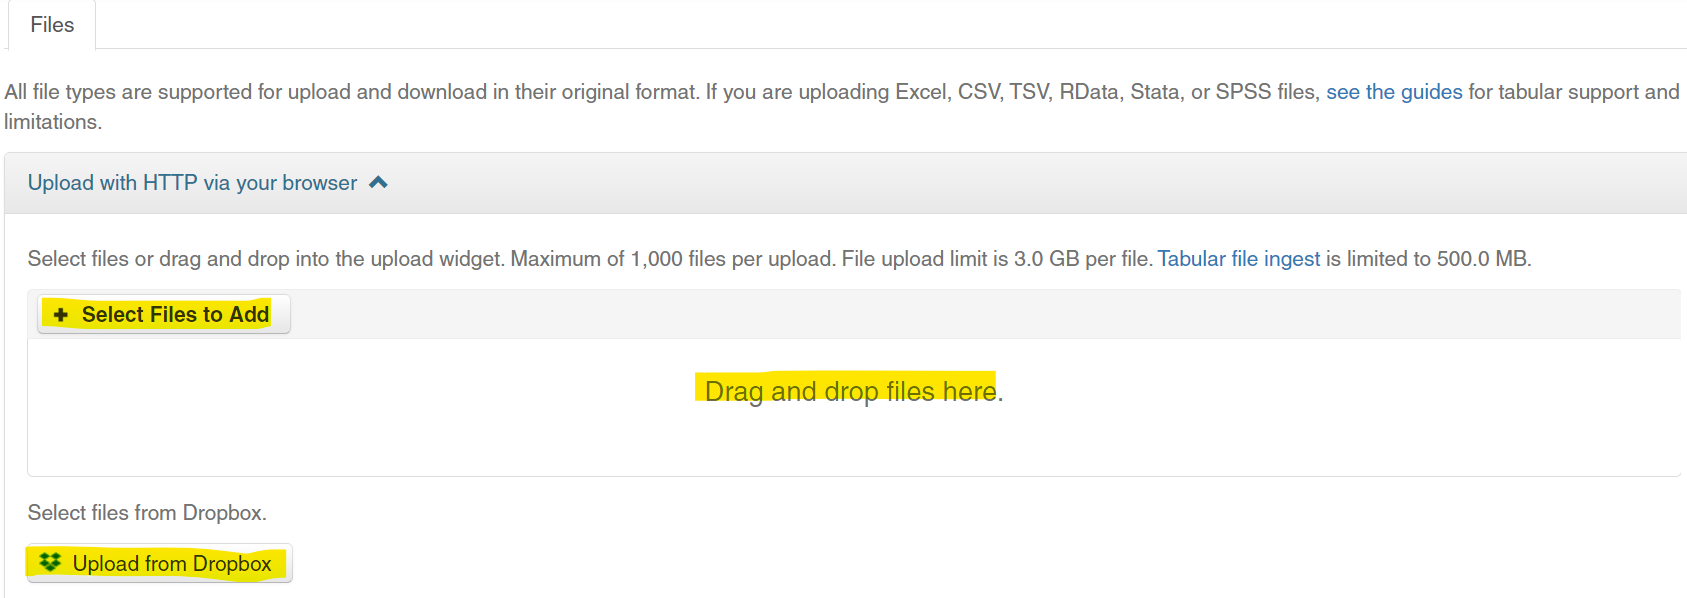 Files
All file types are supported for upload and download in their original format. If you are uploading Excel, CSV, TSV, RData, Stata, or SPSS files, see the guides for tabular support and
limitations.
Upload with HTTP via your browser
Select files or drag and drop into the upload widget. Maximum of 1,000 files per upload. File upload limit is 3.0 GB per file. Tabular file ingest is limited to 500.0 MB.
Select Files to Add
Drag and drop files here.
Select files from Dropbox.
Upload from Dropbox